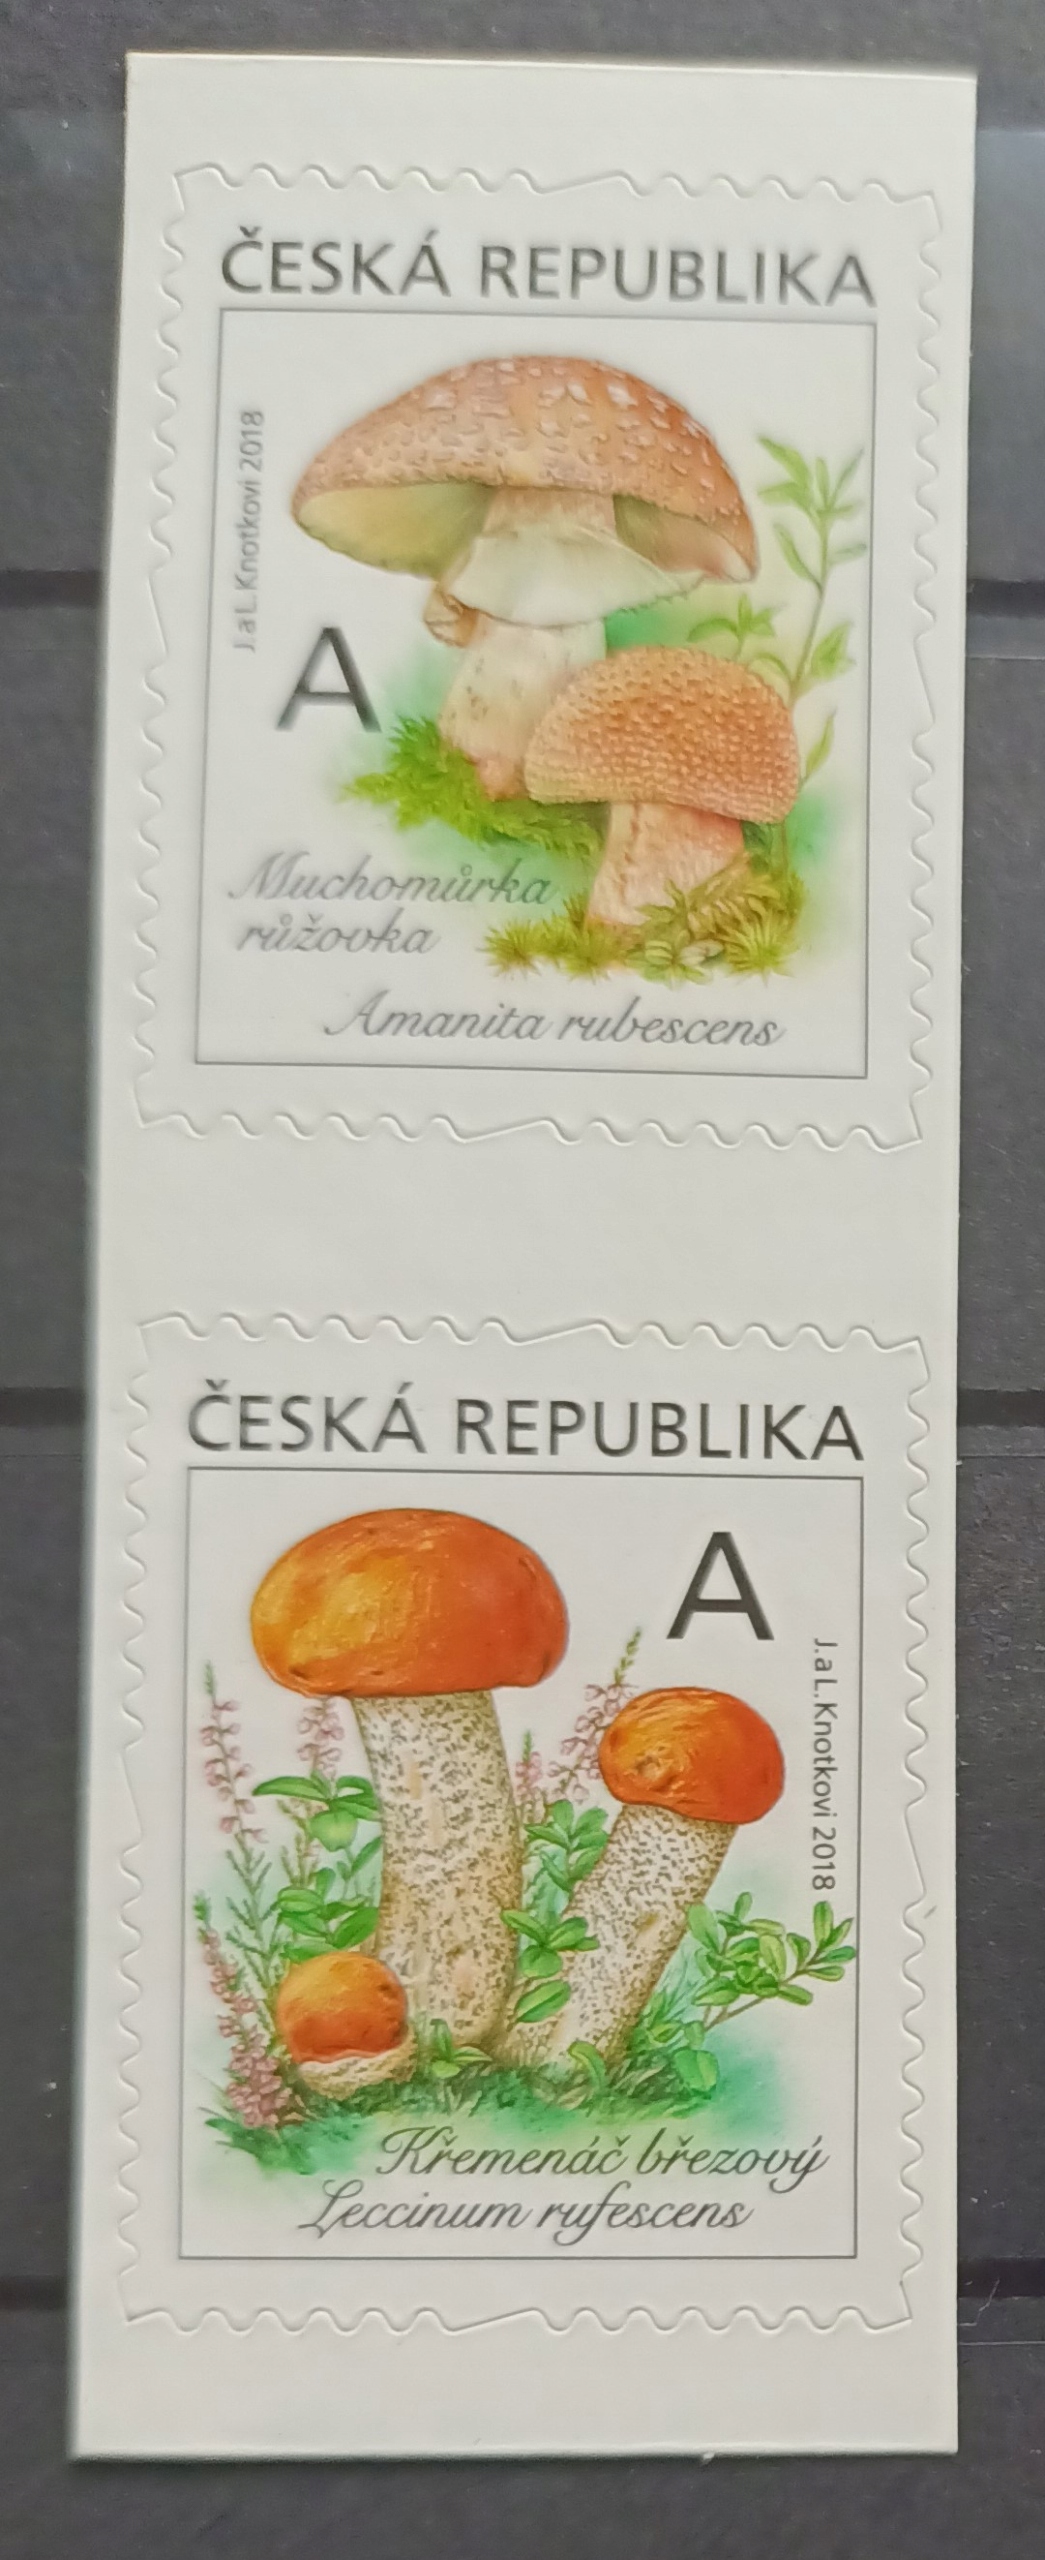 ČESKÁ REPUBLIKA
J. a L. Knotkovi 2018
A
Muchomůrka
růžovka
Amanita rubescens
ČESKÁ REPUBLIKA
A
J. a L. Knotkovi 2018
Křemenáč březový
Leccinum rufescens